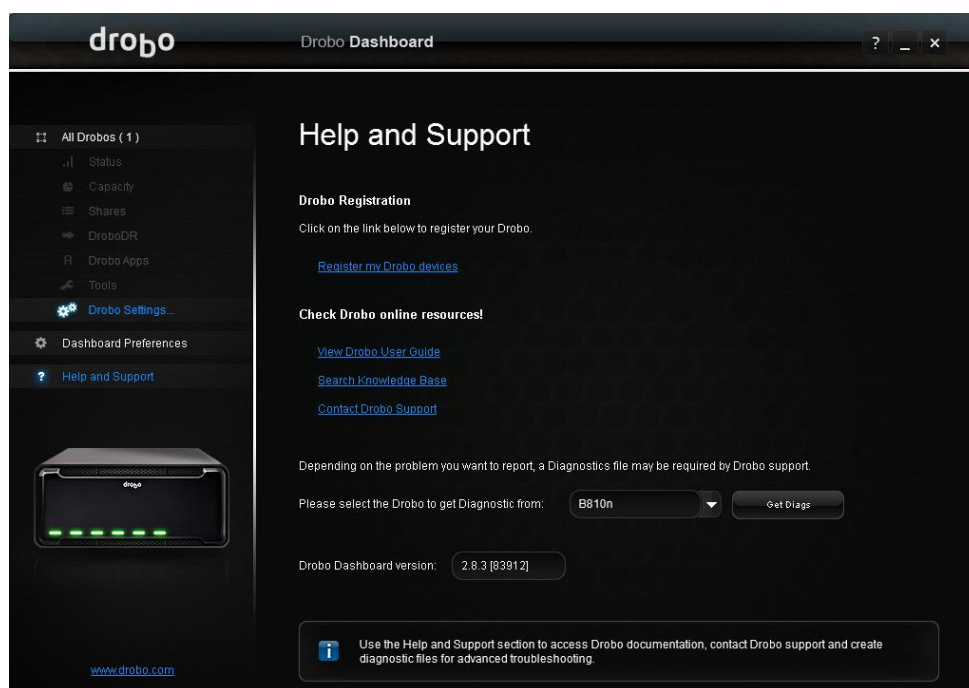 drobo
Drobo Dashboard
? _ ×
All Drobos ( 1 )
Status
Capacity
Shares
DroboDR
Drobo Apps
Tools
Drobo Settings...
Dashboard Preferences
? Help and Support
drobo
www.drobo.com
Help and Support
Drobo Registration
Click on the link below to register your Drobo.
Register my Drobo devices
Check Drobo online resources!
View Drobo User Guide
Search Knowledge Base
Contact Drobo Support
Depending on the problem you want to report, a Diagnostics file may be required by Drobo support.
Please select the Drobo to get Diagnostic from: B810n Get Diags
Drobo Dashboard version: 2.8.3 [83912]
Use the Help and Support section to access Drobo documentation, contact Drobo support and create
diagnostic files for advanced troubleshooting.